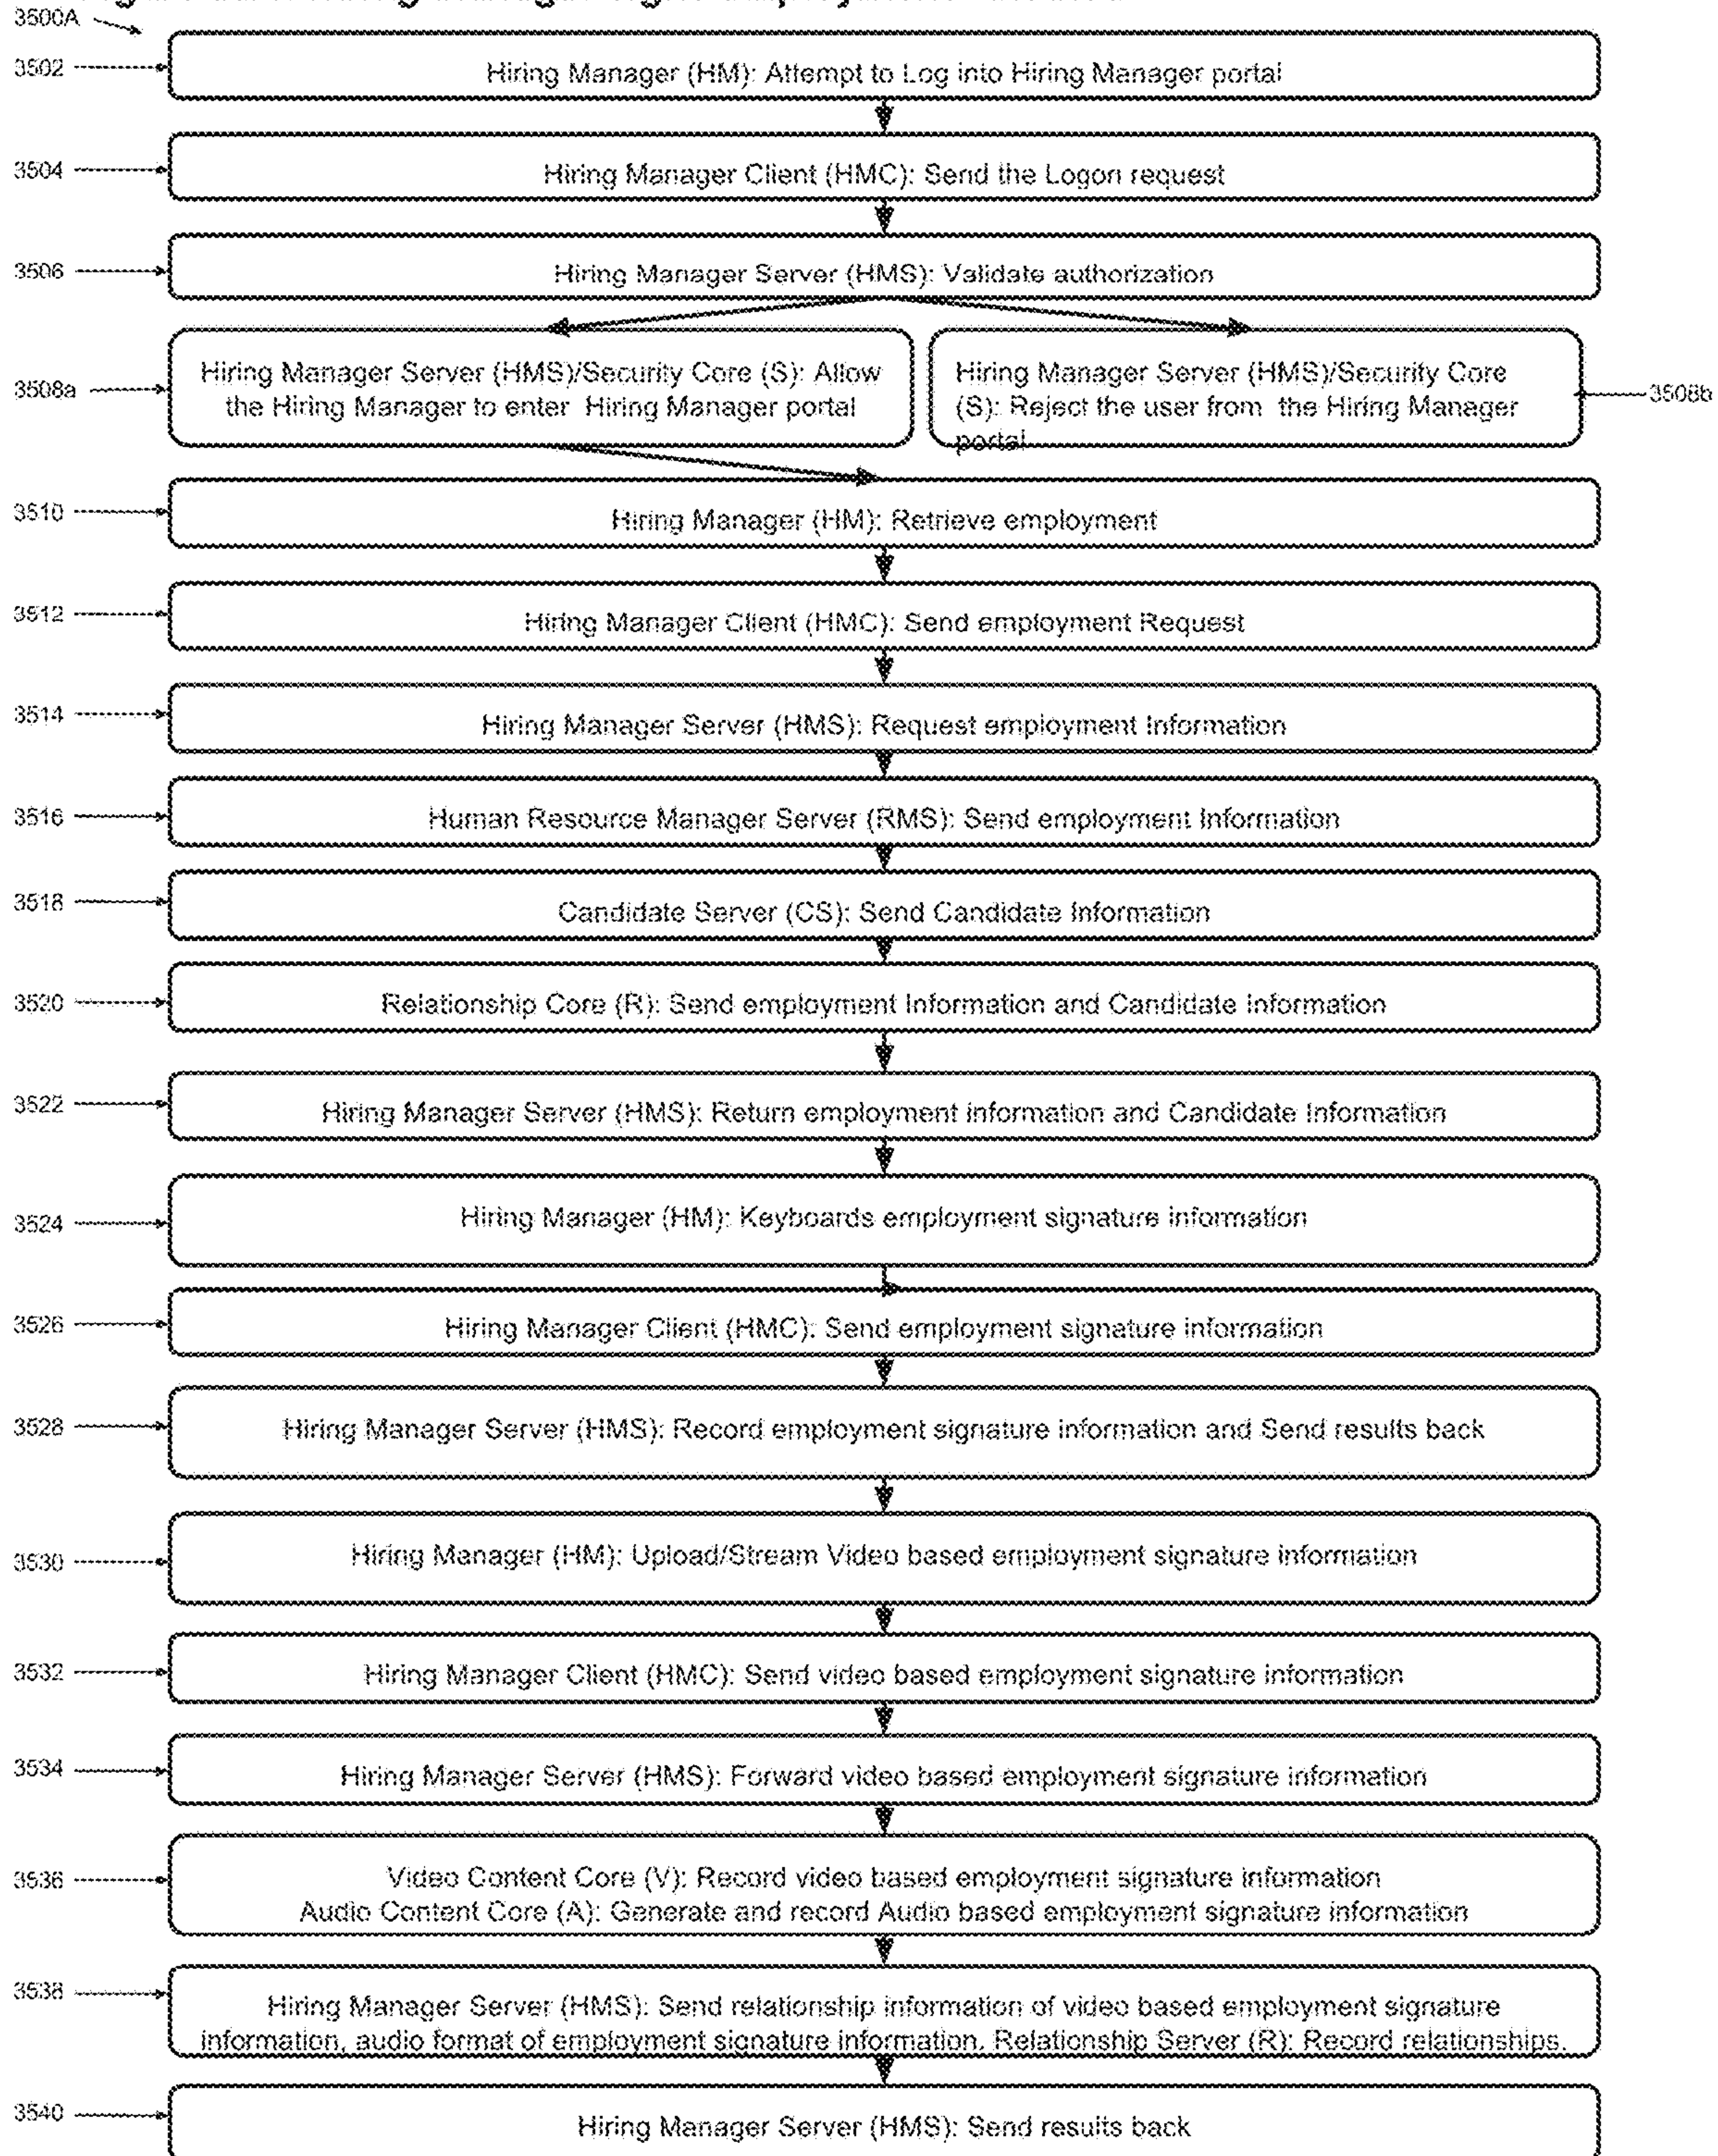 3500A
3502
Hiring Manager (HM): Attempt to Log into Hiring Manager portal
3504
Hiring Manager Client (HMC): Send the Logon request
3506
Hiring Manager Server (HMS): Validate authorization
3508a
Hiring Manager Server (HMS)/Security Core (S): Allow
the Hiring Manager to enter Hiring Manager portal
Hiring Manager Server (HMS)/Security Core
(S): Reject the user from the Hiring Manager
portal
3508b
3510
Hiring Manager (HM): Retrieve employment
3512
Hiring Manager Client (HMC): Send employment Request
3514
Hiring Manager Server (HMS): Request employment Information
3516
Human Resource Manager Server (RMS): Send employment Information
3518
Candidate Server (CS): Send Candidate Information
3520
Relationship Core (R): Send employment Information and Candidate Information
3522
Hiring Manager Server (HMS): Return employment information and Candidate Information
3524
Hiring Manager (HM): Keyboards employment signature information
3526
Hiring Manager Client (HMC): Send employment signature information
3528
Hiring Manager Server (HMS): Record employment signature information and Send results back
3530
Hiring Manager (HM): Upload/Stream Video based employment signature information
3532
Hiring Manager Client (HMC): Send video based employment signature information
3534
Hiring Manager Server (HMS): Forward video based employment signature information
3536
Video Content Core (V): Record video based employment signature information
Audio Content Core (A): Generate and record Audio based employment signature information
3538
Hiring Manager Server (HMS): Send relationship information of video based employment signature
information, audio format of employment signature information. Relationship Server (R): Record relationships.
3540
Hiring Manager Server (HMS): Send results back